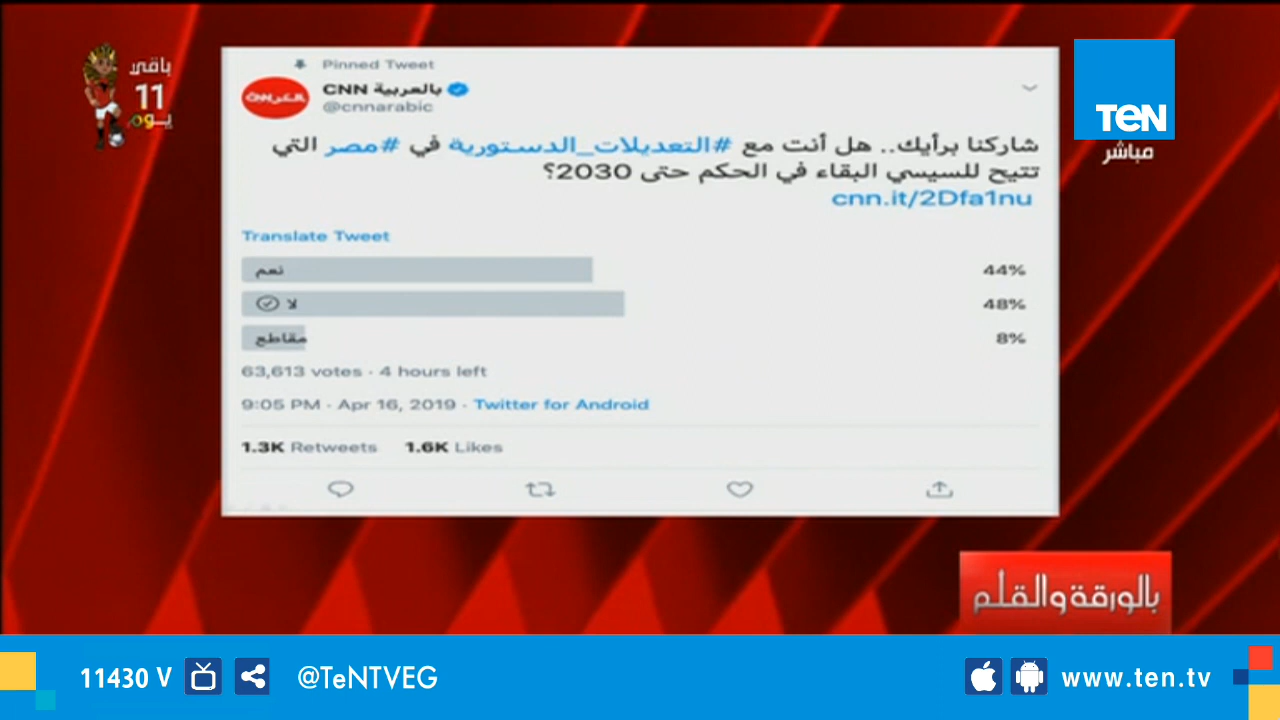 باقي
11
يوم
TEN
مباشر
Pinned Tweet
CNN بالعربية
@cnnarabic
شاركنا برأيك.. هل أنت مع #التعديلات_الدستورية في #مصر التي
تتيح للسيسي البقاء في الحكم حتى 2030؟
cnn.it/2Dfa1nu
Translate Tweet
نعم 44%
لا 48%
مقاطع 8%
63,613 votes · 4 hours left
9:05 PM · Apr 16, 2019 · Twitter for Android
1.3K Retweets 1.6K Likes
بالورقة والقلم
11430 V @TeNTVEG www.ten.tv